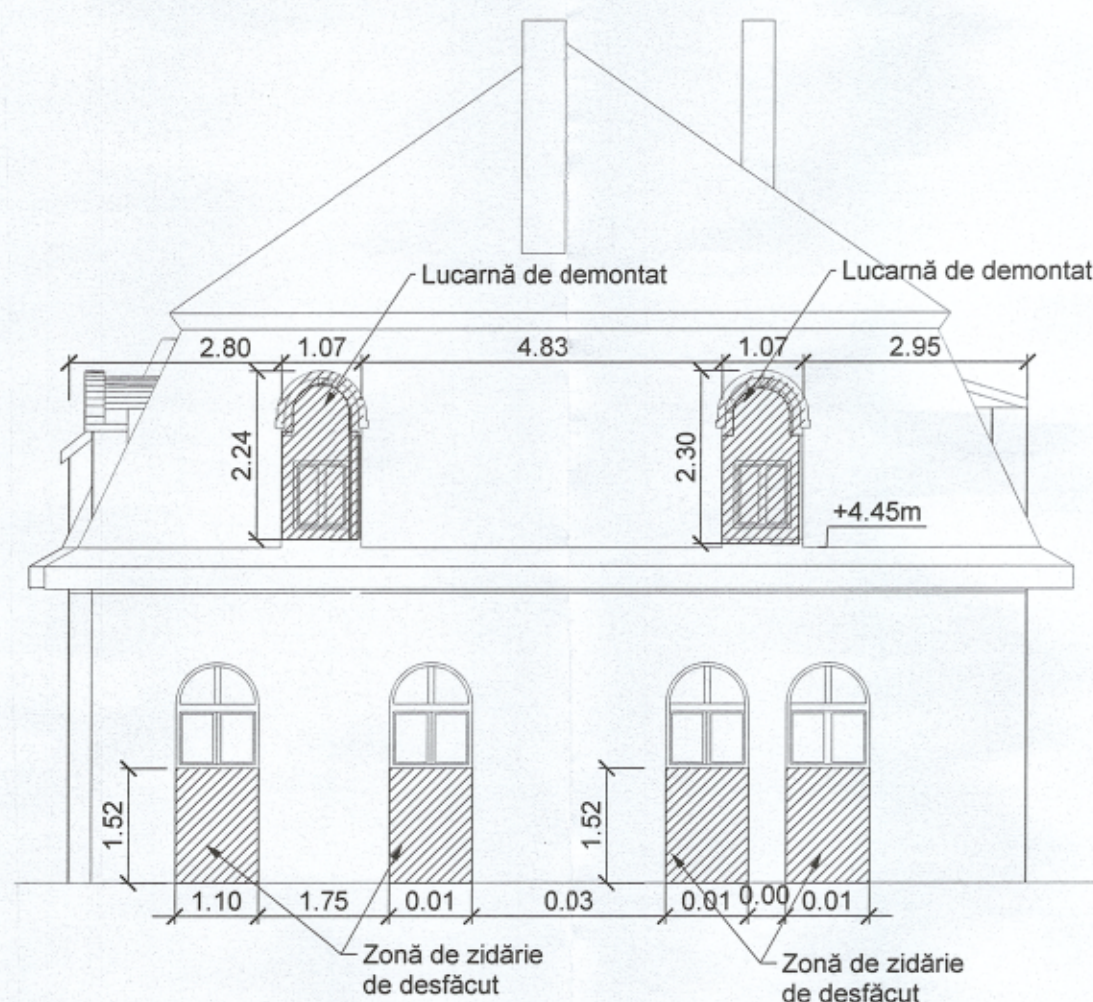 Lucarnă de demontat
Lucarnă de demontat
2.80 1.07 4.83 1.07 2.95
2.24
2.30
+4.45m
1.52
1.52
1.10 1.75 0.01 0.03 0.01 0.00 0.01
Zonă de zidărie
de desfăcut
Zonă de zidărie
de desfăcut